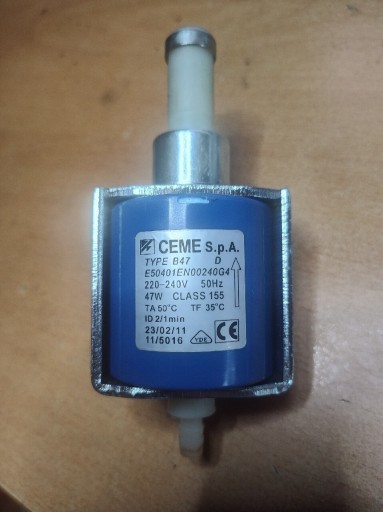 CEME S.p.A.
TYPE B47 D
E50401EN00240G4
220-240V 50Hz
47W CLASS 155
TA 50°C TF 35°C
ID 2/1min
23/02/11
11/5016
VDE